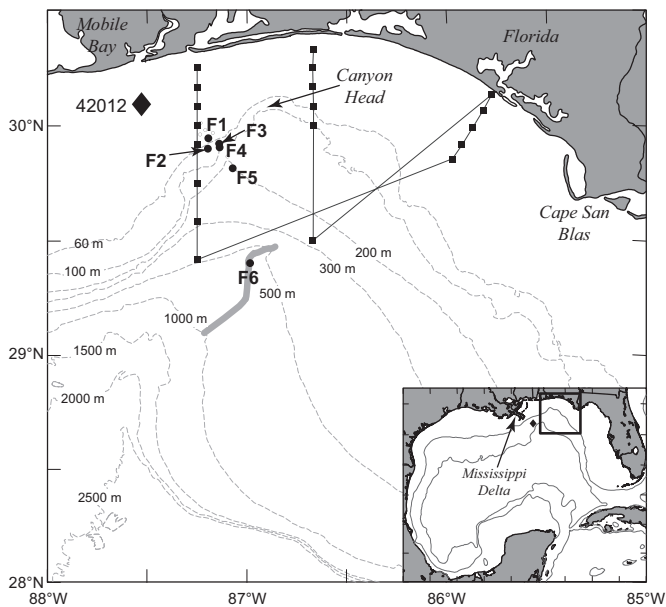 Mobile
Bay
Florida
Canyon
Head
42012
30°N
F1
F3
F2
F4
F5
Cape San
Blas
60 m
200 m
100 m
300 m
F6
500 m
1000 m
1500 m
29°N
2000 m
Mississippi
Delta
2500 m
28°N
88°W
87°W
86°W
85°W